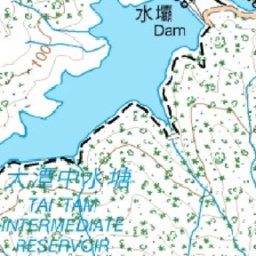 水壩
Dam
100
大潭中水塘
TAI TAM
INTERMEDIATE
RESERVOIR